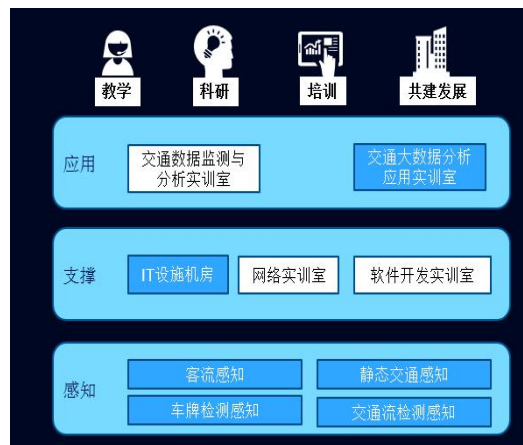 教学
科研
培训
共建发展
应用
交通数据监测与
分析实训室
交通大数据分析
应用实训室
支撑
IT设施机房
网络实训室
软件开发实训室
感知
客流感知
静态交通感知
车牌检测感知
交通流检测感知